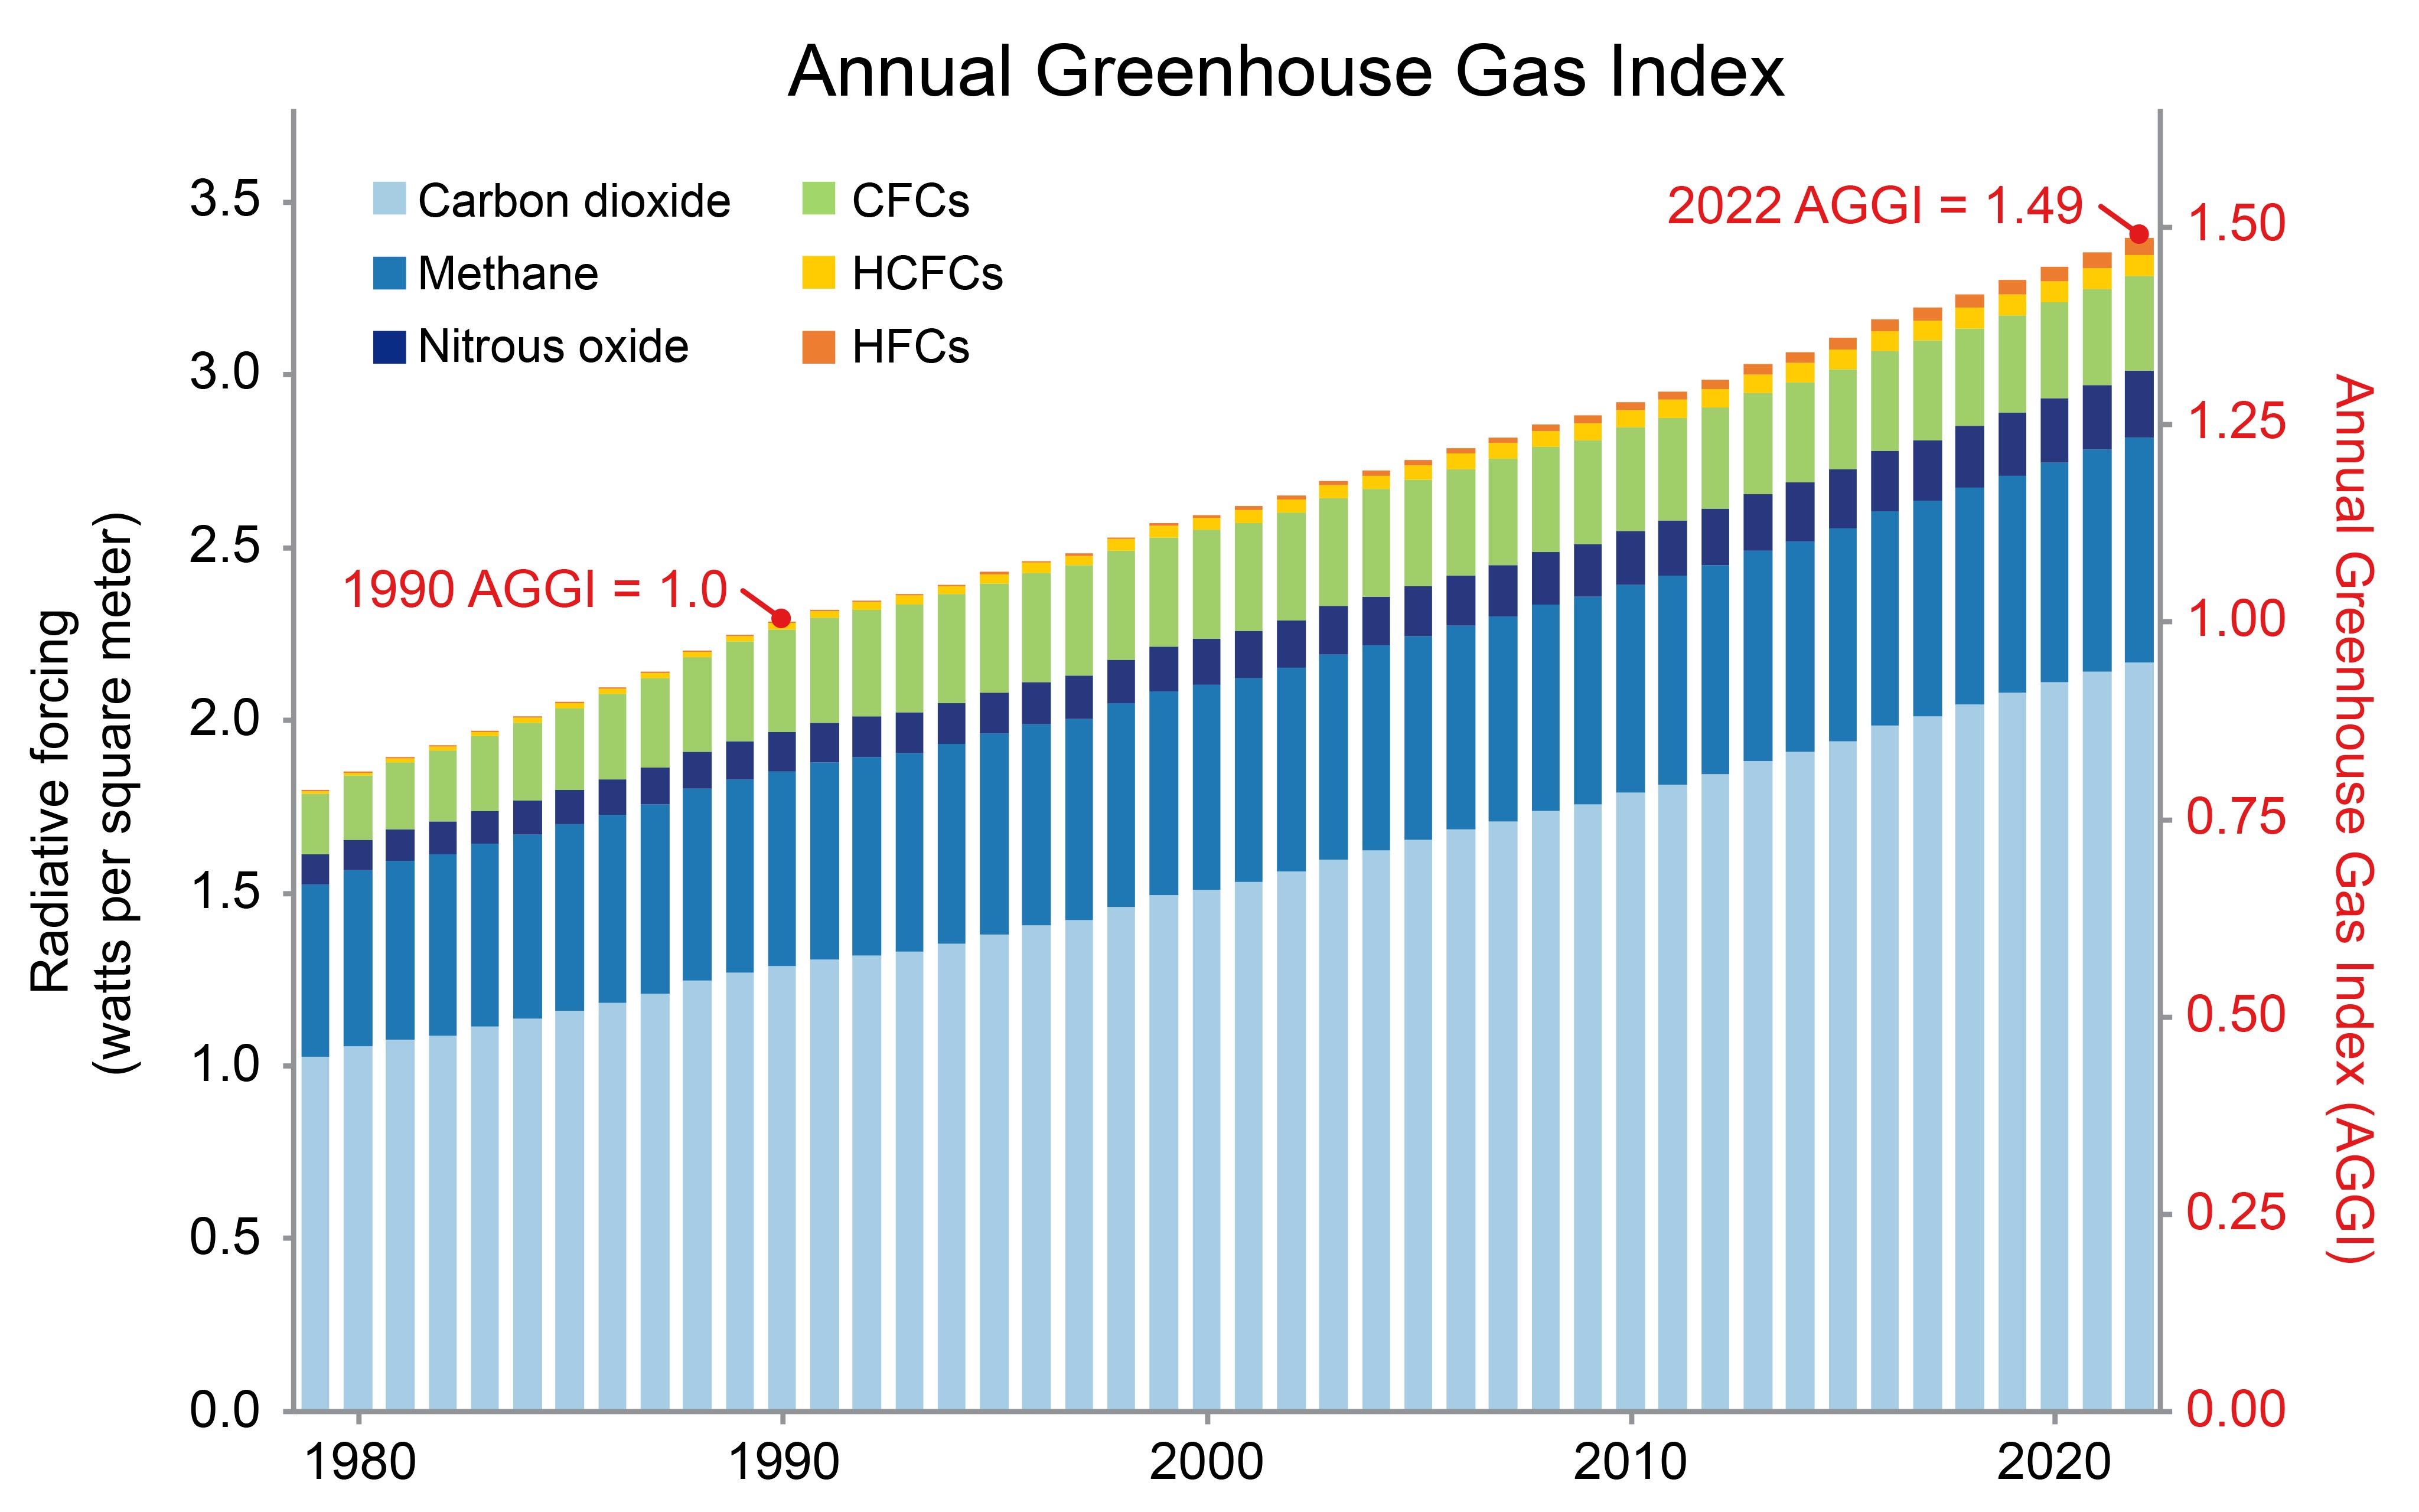 Annual Greenhouse Gas Index
Carbon dioxide
Methane
Nitrous oxide
CFCs
HCFCs
HFCs
1990 AGGI = 1.0
2022 AGGI = 1.49
Radiative forcing
(watts per square meter)
3.5
3.0
2.5
2.0
1.5
1.0
0.5
0.0
1980
1990
2000
2010
2020
1.50
1.25
1.00
0.75
0.50
0.25
0.00
Annual Greenhouse Gas Index (AGGI)